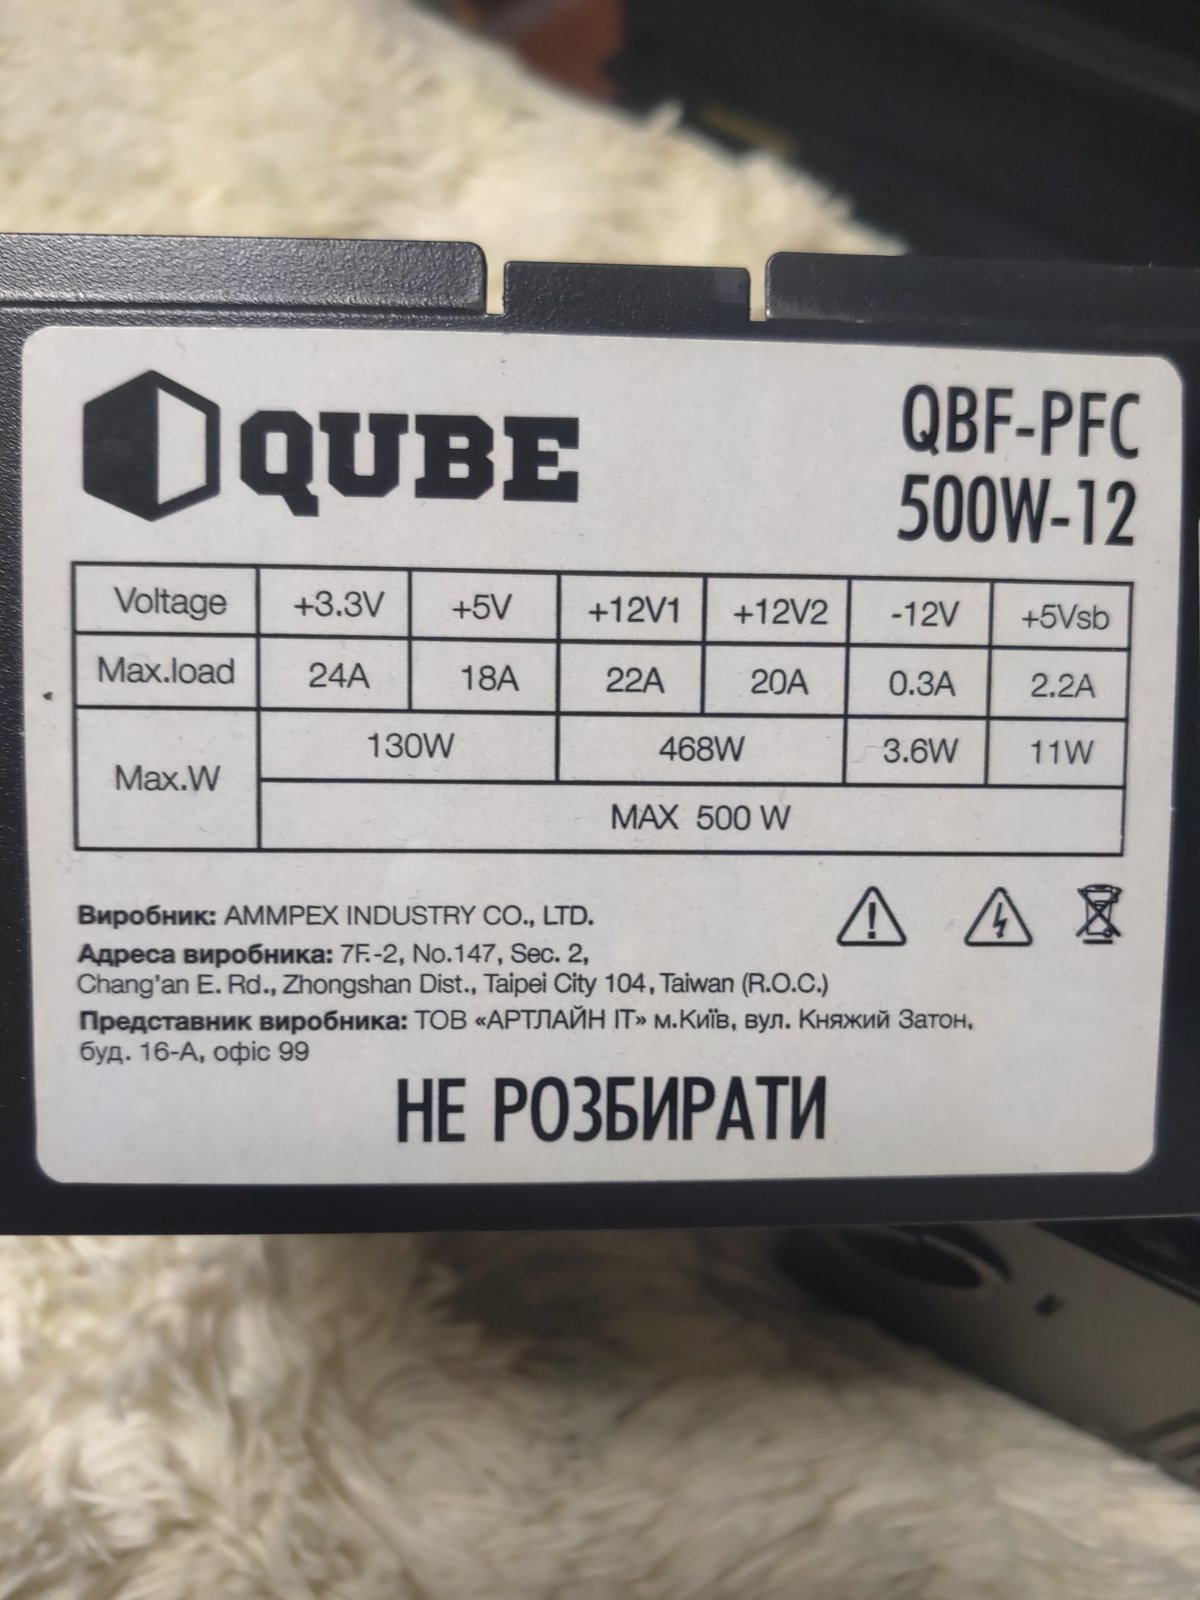 QUBE
QBF-PFC
500W-12
Voltage +3.3V +5V +12V1 +12V2 -12V +5Vsb
Max.load 24A 18A 22A 20A 0.3A 2.2A
Max.W 130W 468W 3.6W 11W
MAX 500 W
Виробник: AMMPEX INDUSTRY CO., LTD.
Адреса виробника: 7F.-2, No.147, Sec. 2,
Chang'an E. Rd., Zhongshan Dist., Taipei City 104, Taiwan (R.O.C.)
Представник виробника: ТОВ «АРТЛАЙН ІТ» м.Київ, вул. Княжий Затон,
буд. 16-А, офіс 99
НЕ РОЗБИРАТИ